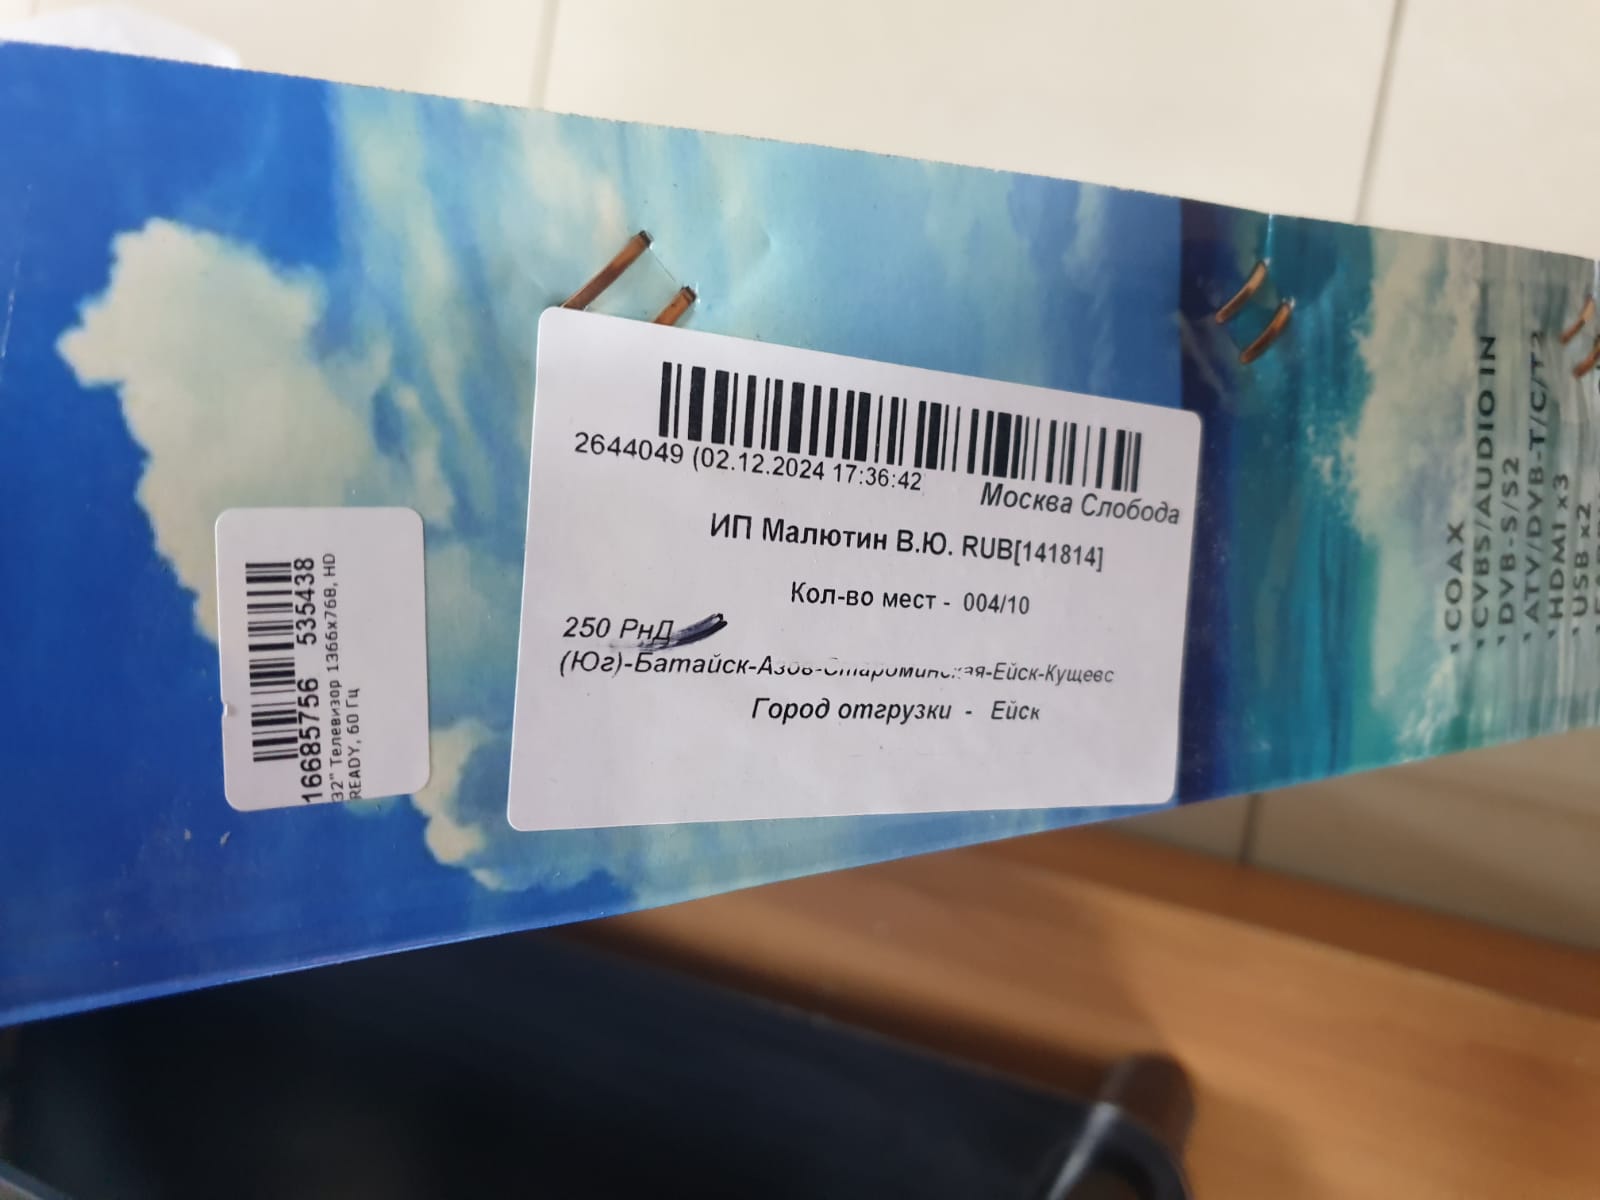 16685756 535438
32" Телевизор 1366x768, HD
READY, 60 Гц
2644049 (02.12.2024 17:36:42
Москва Слобода
ИП Малютин В.Ю. RUB[141814]
Кол-во мест - 004/10
250 РнД
(Юг)-Батайск-Азов-Староминская-Ейск-Кущевс
Город отгрузки - Ейск
COAX
CVBS/AUDIO IN
DVB-S/S2
ATV/DVB-T/C/T2
HDMI x3
USB x2